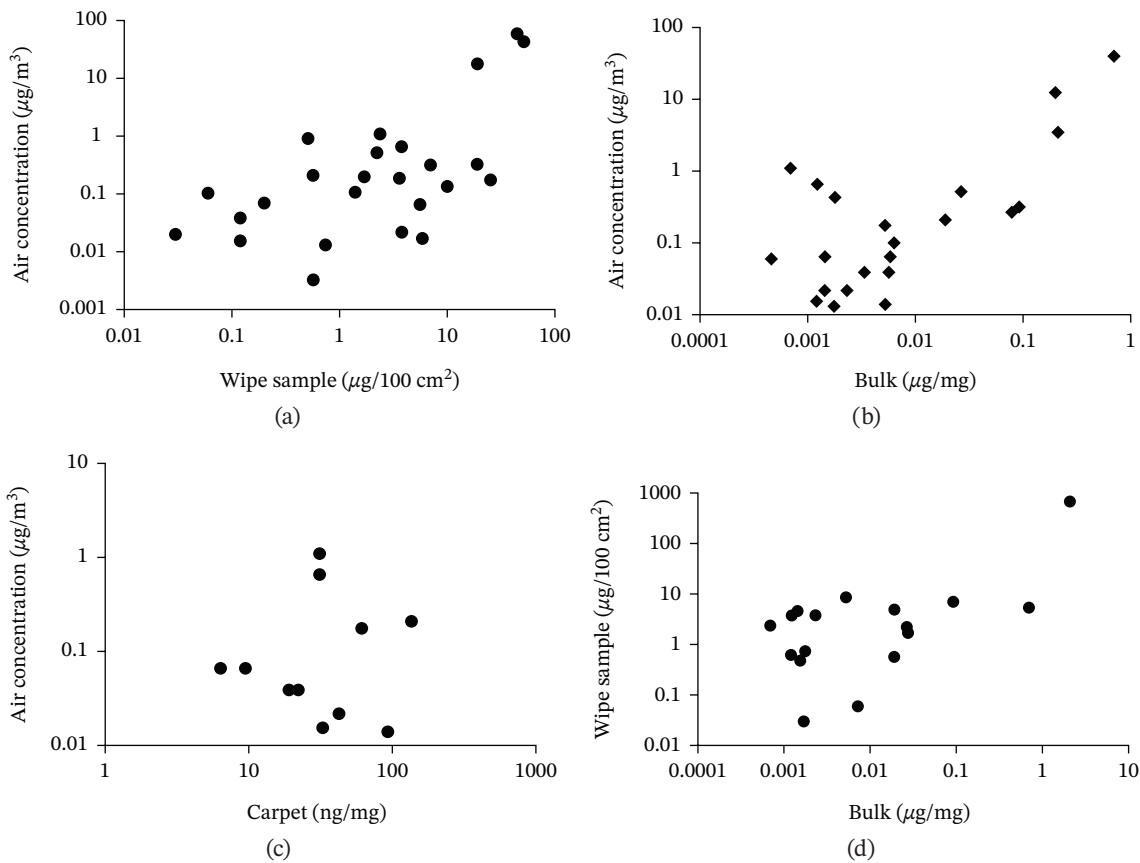 100
10
1
0.1
0.01
0.001
Air concentration (μg/m³)
0.01 0.1 1 10 100
Wipe sample (μg/100 cm²)
(a)
100
10
1
0.1
0.01
Air concentration (μg/m³)
0.0001 0.001 0.01 0.1 1
Bulk (μg/mg)
(b)
10
1
0.1
0.01
Air concentration (μg/m³)
1 10 100 1000
Carpet (ng/mg)
(c)
1000
100
10
1
0.1
0.01
Wipe sample (μg/100 cm²)
0.0001 0.001 0.01 0.1 1 10
Bulk (μg/mg)
(d)